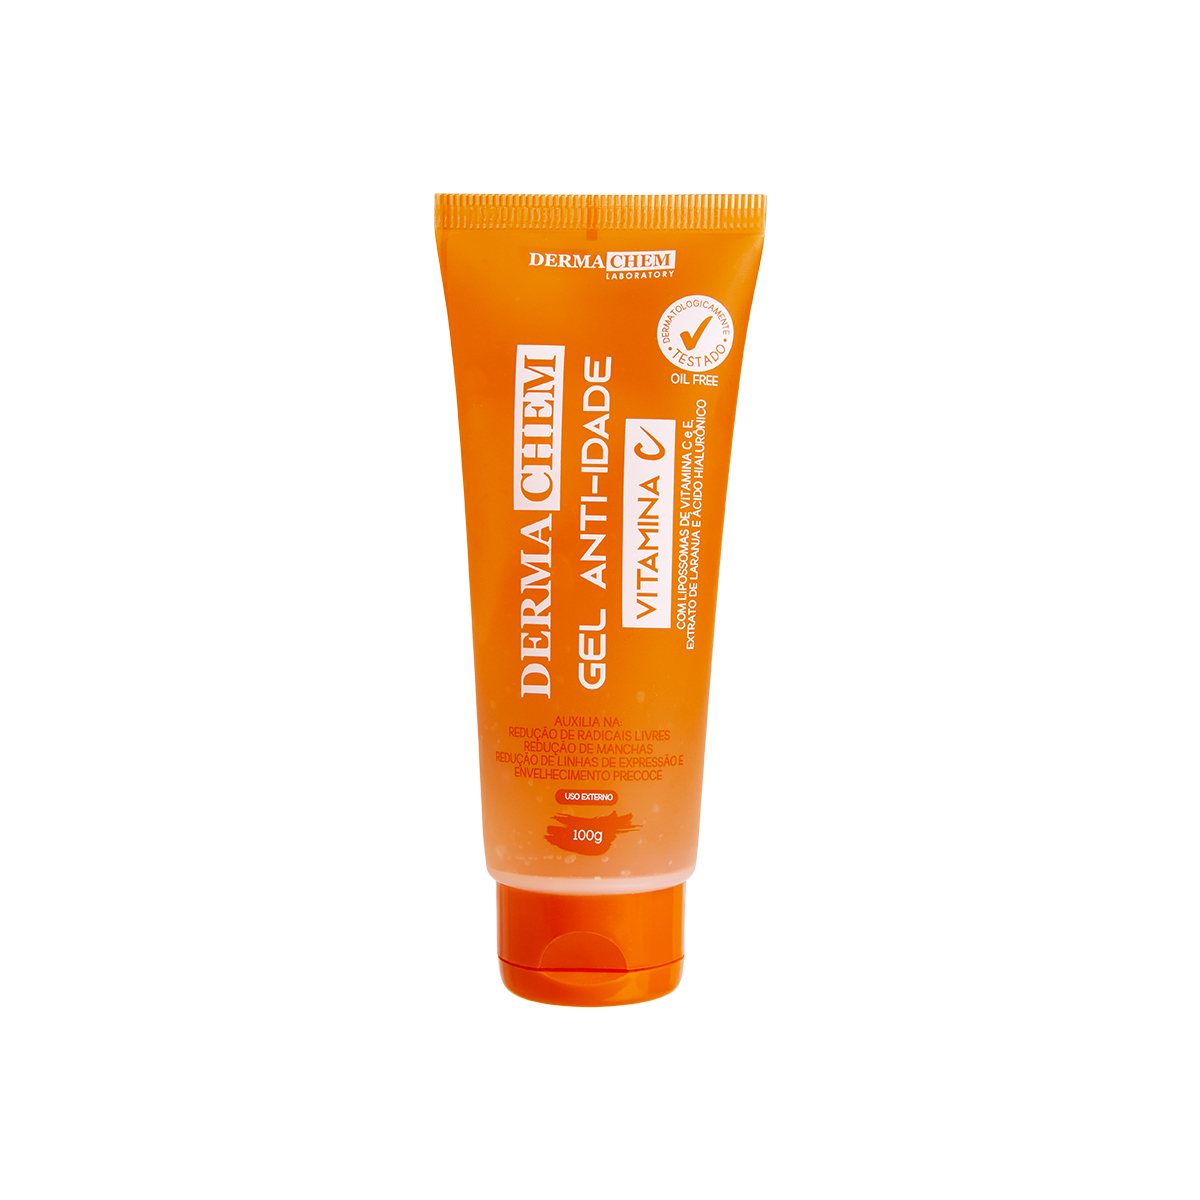 DERMACHEM
LABORATORY
DERMATOLOGICAMENTE
• TESTADO •
OIL FREE
DERMACHEM
GEL ANTI-IDADE
VITAMINA C
COM LIPOSSOMAS DE VITAMINA C e E,
EXTRATO DE LARANJA E ÁCIDO HIALURÔNICO
AUXILIA NA:
REDUÇÃO DE RADICAIS LIVRES
REDUÇÃO DE MANCHAS
REDUÇÃO DE LINHAS DE EXPRESSÃO E
ENVELHECIMENTO PRECOCE
USO EXTERNO
100g